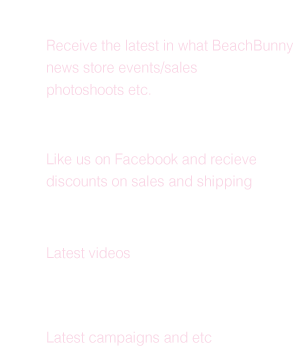 Receive the latest in what BeachBunny
news store events/sales
photoshoots etc.
Like us on Facebook and recieve
discounts on sales and shipping
Latest videos
Latest campaigns and etc